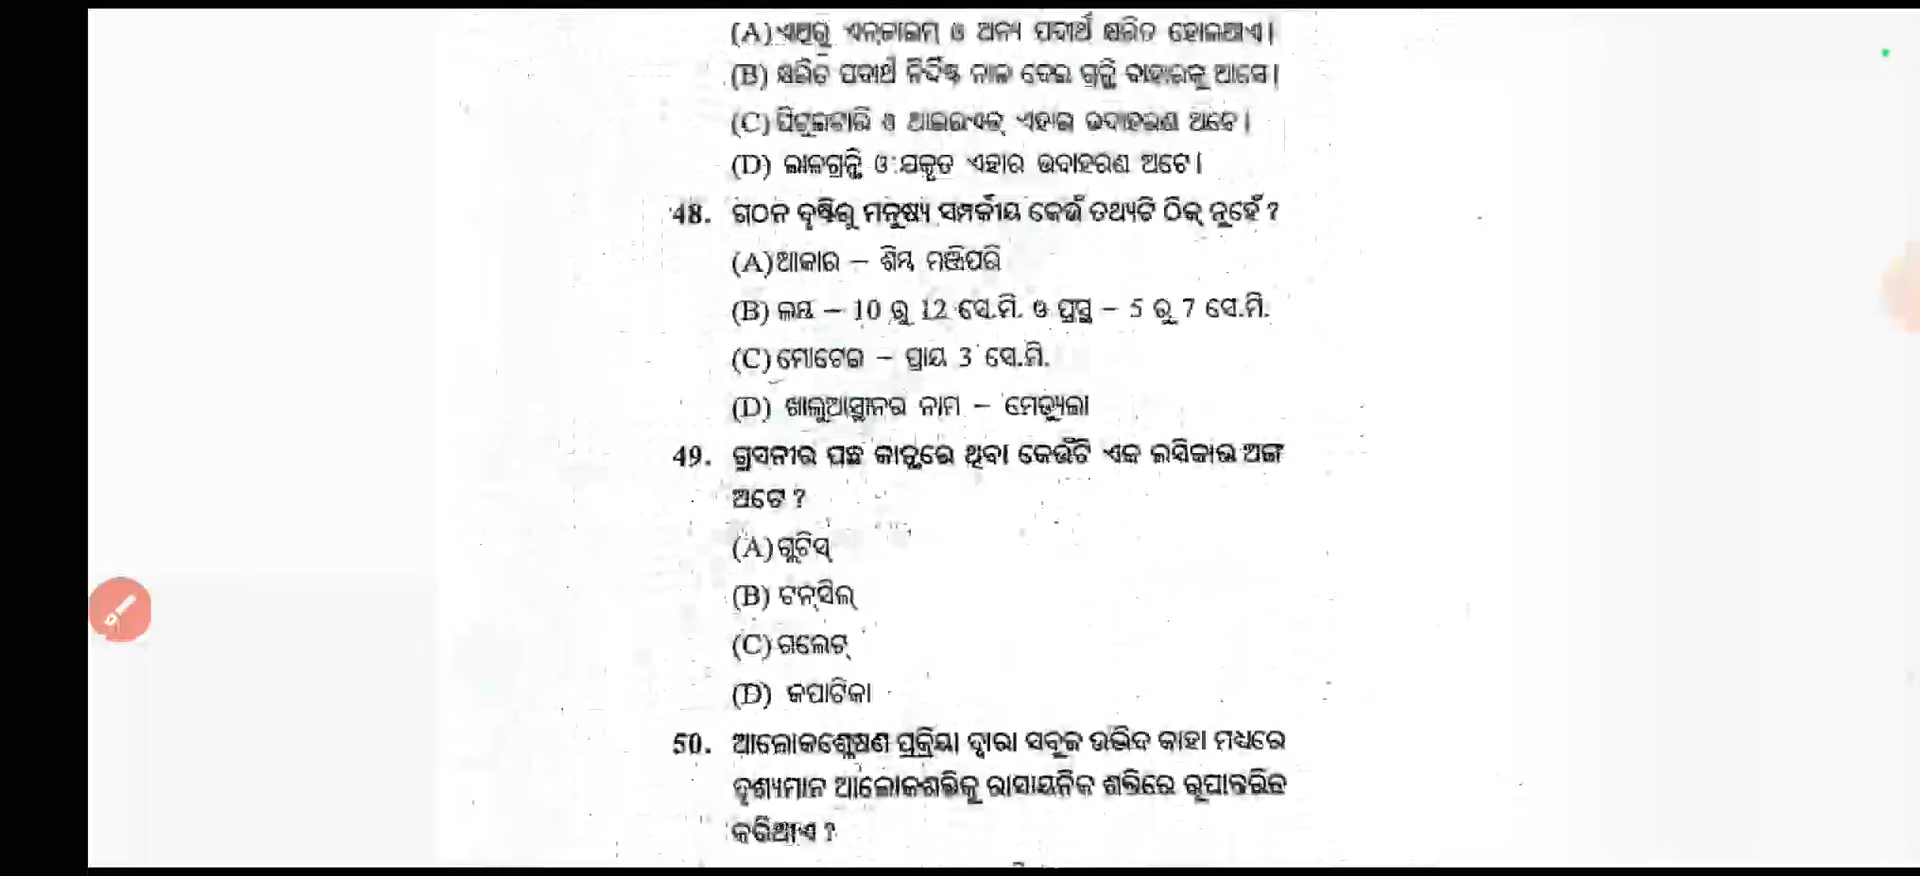 (A) ଏଥିରୁ ଏନ୍‌ଜାଇମ୍ ଓ ଅନ୍ୟ ପଦାର୍ଥ କ୍ଷରିତ ହୋଇଥାଏ।
(B) କ୍ଷରିତ ପଦାର୍ଥ ନିର୍ଦିଷ୍ଟ ନାଳ ଦେଇ ଗ୍ରନ୍ଥି ବାହାରକୁ ଆସେ।
(C) ପିଟୁଇଟାରି ଓ ଥାଇରଏଡ୍ ଏହାର ଉଦାହରଣ ଅଟେ।
(D) ଲାଳଗ୍ରନ୍ଥି ଓ ଯକୃତ ଏହାର ଉଦାହରଣ ଅଟେ।
48. ଗଠନ ଦୃଷ୍ଟିରୁ ମନୁଷ୍ୟ ସମ୍ପର୍କୀୟ କେଉଁ ତଥ୍ୟଟି ଠିକ୍ ନୁହେଁ ?
(A) ଆକାର – ଶିମ୍ବ ମଞ୍ଜିପରି
(B) ଲମ୍ବ – 10 ରୁ 12 ସେ.ମି. ଓ ପ୍ରସ୍ଥ – 5 ରୁ 7 ସେ.ମି.
(C) ମୋଟେଇ – ପ୍ରାୟ 3 ସେ.ମି.
(D) ଖାଲୁଆସ୍ଥାନର ନାମ – ମେଡୁ୍ୟଲା
49. ଗ୍ରସନୀର ପଛ କାନ୍ଥରେ ଥିବା କେଉଁଟି ଏକ ଲସିକାଭ ଅଙ୍ଗ
ଅଟେ ?
(A) ଗ୍ଲଟିସ୍
(B) ଟନ୍‌ସିଲ୍
(C) ଗଲେଟ୍
(D) କପାଟିକା
50. ଆଲୋକଶ୍ଳେଷଣ ପ୍ରକ୍ରିୟା ଦ୍ୱାରା ସବୁଜ ଉଦ୍ଭିଦ କାହା ମଧ୍ୟରେ
ଦୃଶ୍ୟମାନ ଆଲୋକଶକ୍ତିକୁ ରାସାୟନିକ ଶକ୍ତିରେ ରୂପାନ୍ତରିତ
କରିଥାଏ ?